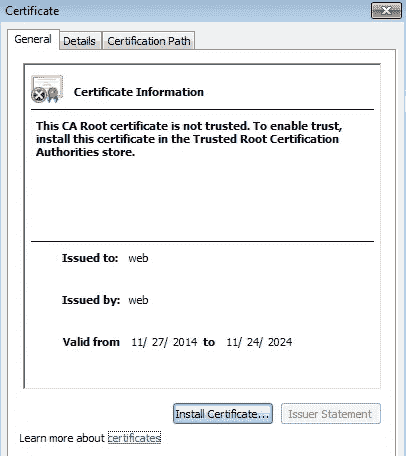 Certificate
General Details Certification Path
Certificate Information
This CA Root certificate is not trusted. To enable trust,
install this certificate in the Trusted Root Certification
Authorities store.
Issued to: web
Issued by: web
Valid from 11/ 27/ 2014 to 11/ 24/ 2024
Install Certificate... Issuer Statement
Learn more about certificates